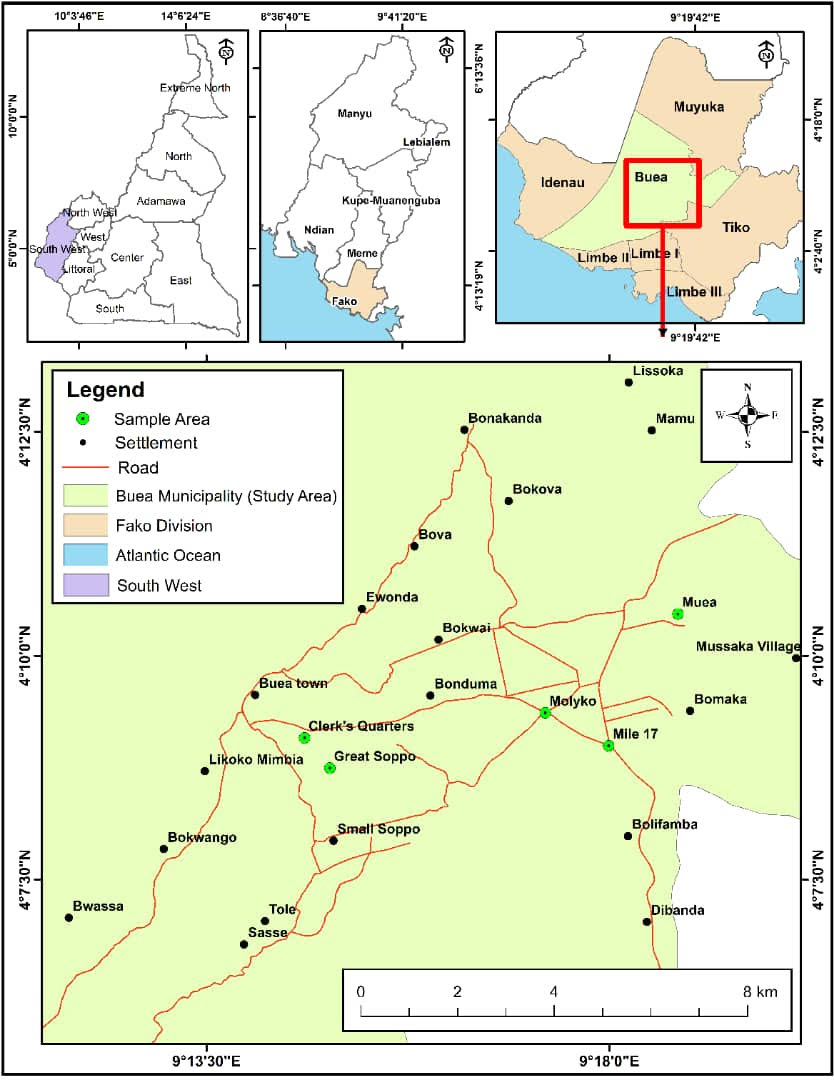 10°3'46"E
14°6'24"E
10°0'0"N
5°0'0"N
N
Extreme North
North
Adamawa
North West
West
South West
Littoral
Center
East
South
8°36'40"E
9°41'20"E
6°13'36"N
4°13'19"N
N
Manyu
Lebialem
Kupe-Muanenguba
Ndian
Meme
Fako
9°19'42"E
4°18'0"N
4°2'40"N
N
Muyuka
Idenau
Buea
Tiko
Limbe II
Limbe I
Limbe III
9°19'42"E
Legend
Sample Area
Settlement
Road
Buea Municipality (Study Area)
Fako Division
Atlantic Ocean
South West
N
W
E
S
4°12'30"N
4°10'0"N
4°7'30"N
4°12'30"N
4°10'0"N
4°7'30"N
Lissoka
Bonakanda
Mamu
Bokova
Bova
Ewonda
Muea
Bokwai
Mussaka Village
Buea town
Bonduma
Molyko
Bomaka
Clerk's Quarters
Mile 17
Great Soppo
Likoko Mimbia
Small Soppo
Bolifamba
Bokwango
Bwassa
Tole
Dibanda
Sasse
0
2
4
8 km
9°13'30"E
9°18'0"E